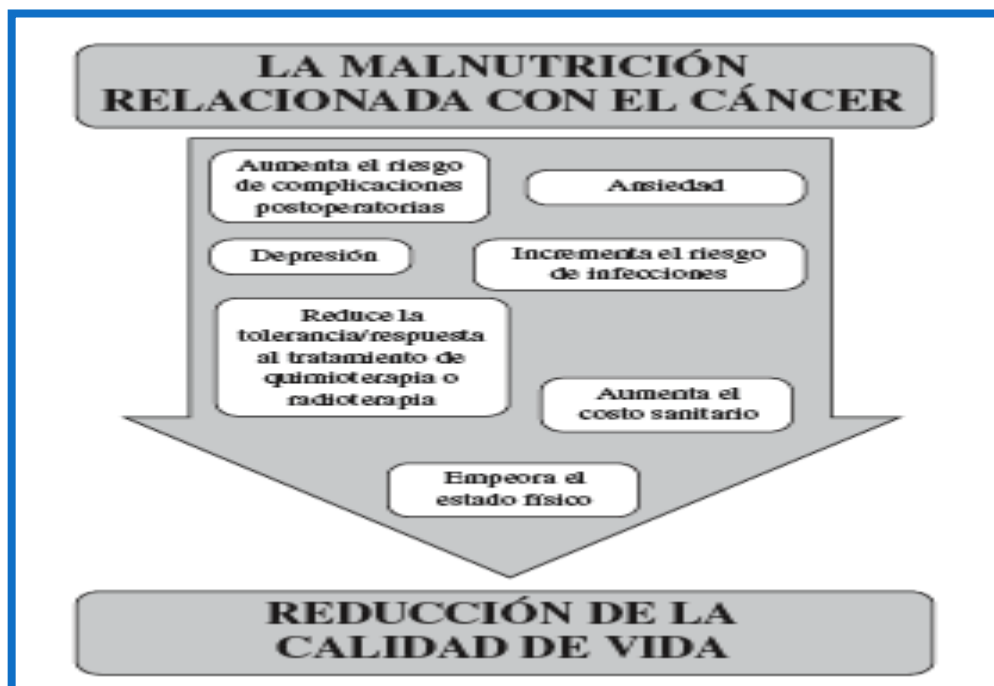 LA MALNUTRICIÓN
RELACIONADA CON EL CÁNCER
Aumenta el riesgo
de complicaciones
postoperatorias
Ansiedad
Depresión
Incrementa el riesgo
de infecciones
Reduce la
tolerancia/respuesta
al tratamiento de
quimioterapia o
radioterapia
Aumenta el
costo sanitario
Empeora el
estado físico
REDUCCIÓN DE LA
CALIDAD DE VIDA